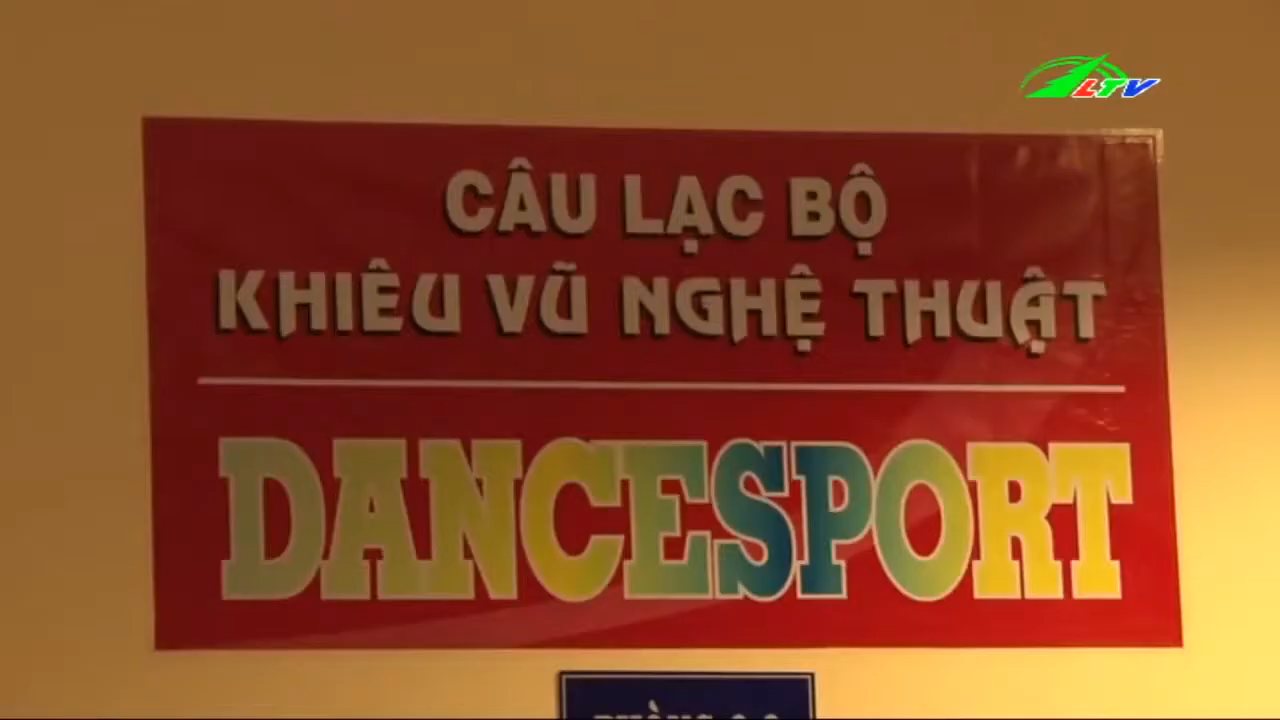 LTV
CÂU LẠC BỘ
KHIÊU VŨ NGHỆ THUẬT
DANCESPORT